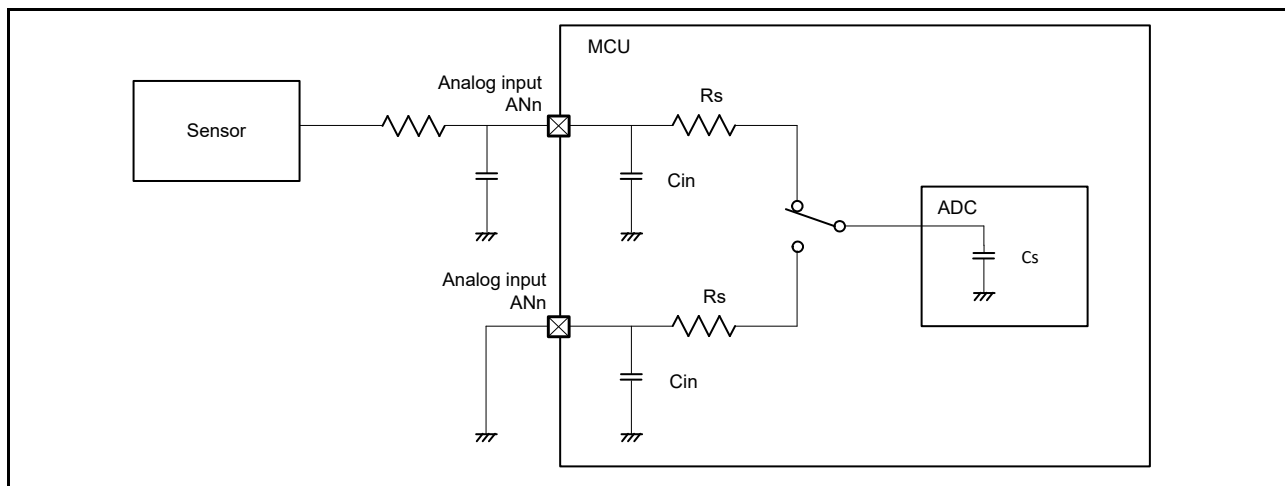 MCU
Analog input
ANn
Rs
Sensor
Cin
ADC
Cs
Analog input
ANn
Rs
Cin